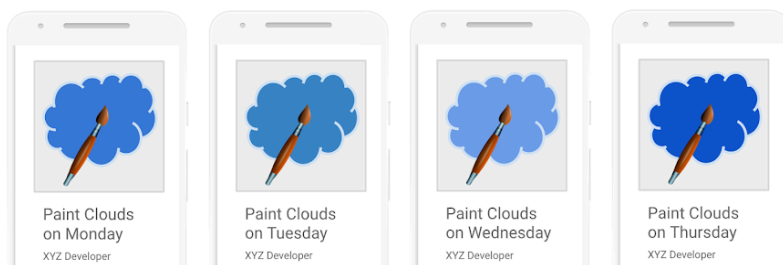 Paint Clouds
on Monday
XYZ Developer
Paint Clouds
on Tuesday
XYZ Developer
Paint Clouds
on Wednesday
XYZ Developer
Paint Clouds
on Thursday
XYZ Developer